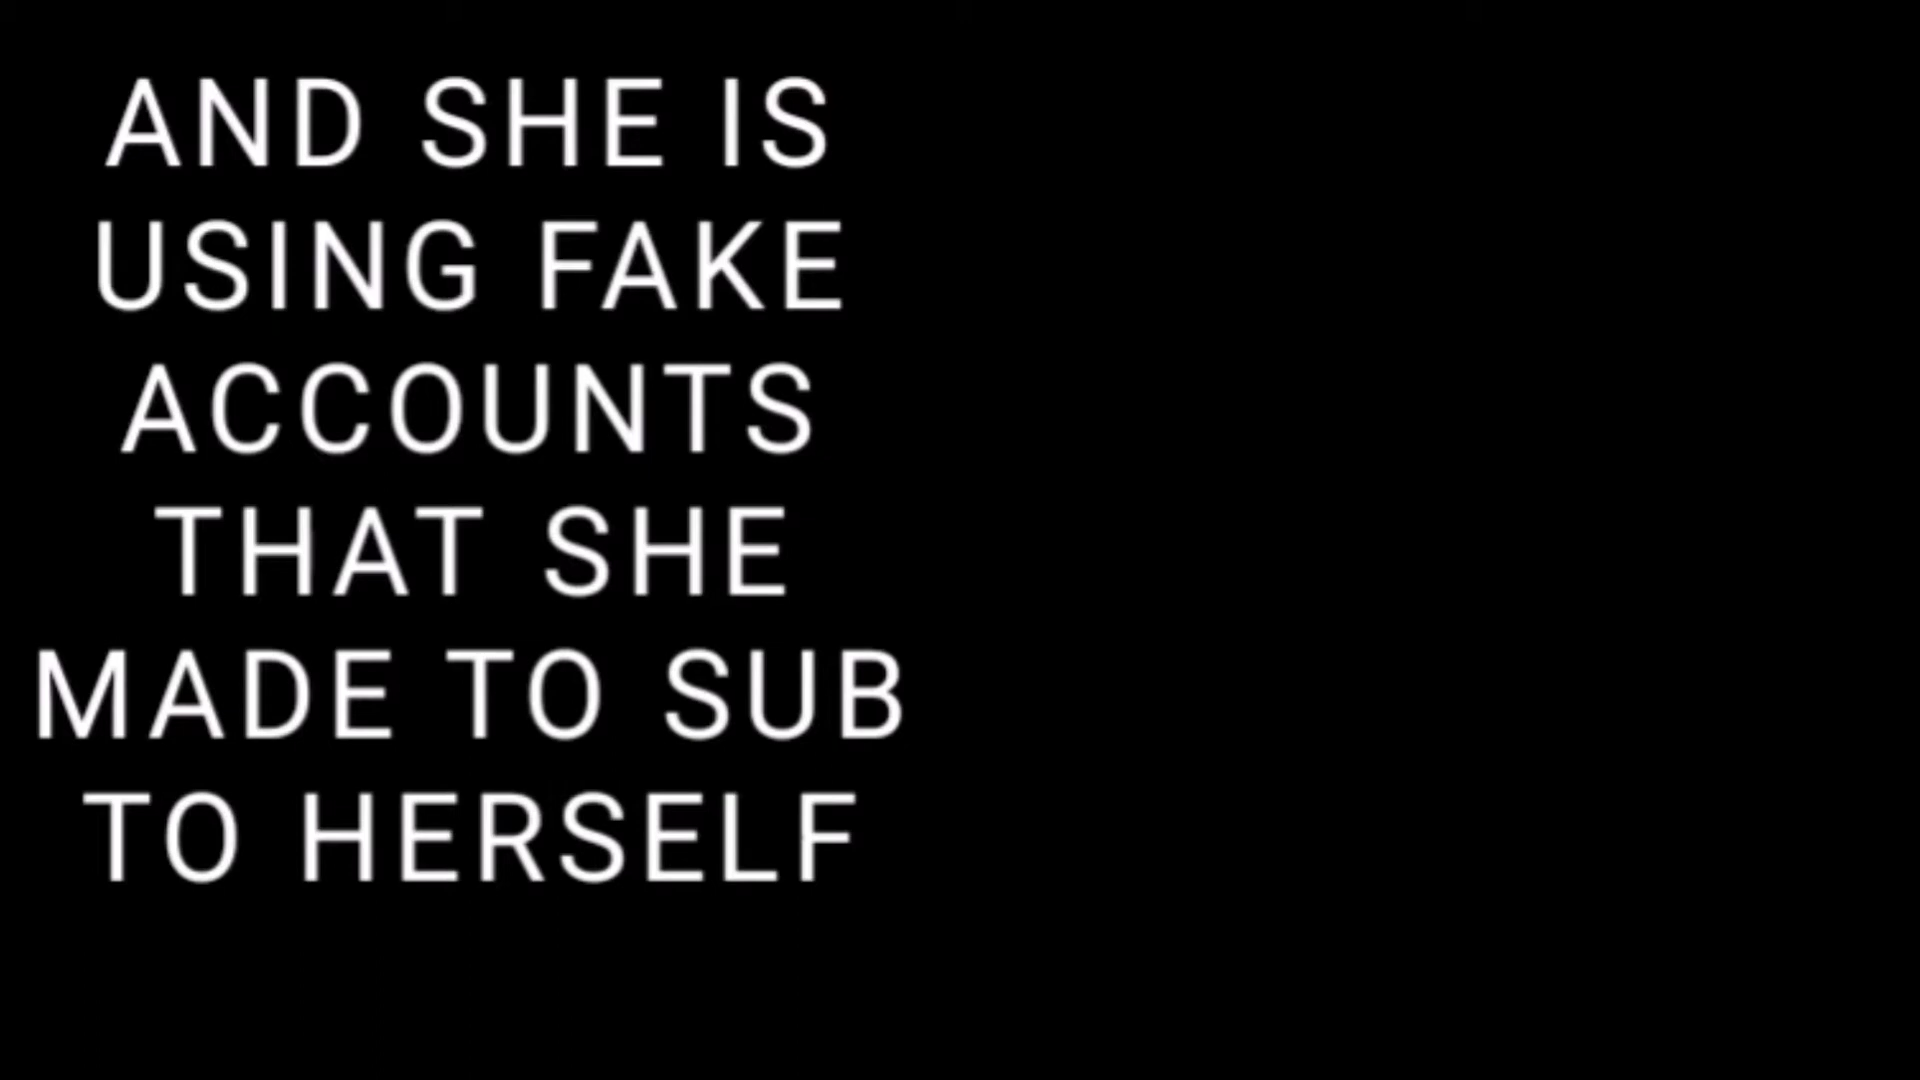 AND SHE IS
USING FAKE
ACCOUNTS
THAT SHE
MADE TO SUB
TO HERSELF